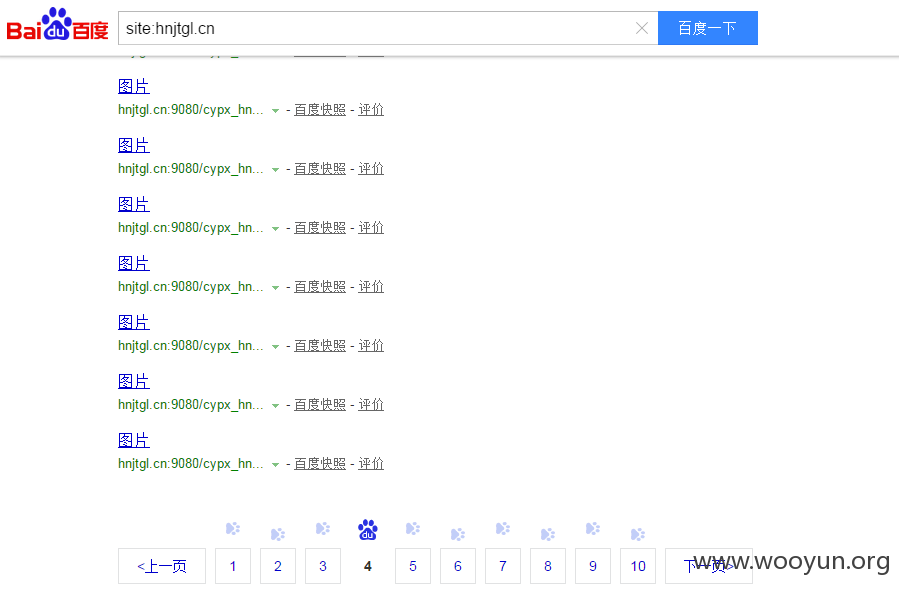 Bai du 百度 site:hnjtgl.cn 百度一下
图片
hnjtgl.cn:9080/cypx_hn... - 百度快照 - 评价
图片
hnjtgl.cn:9080/cypx_hn... - 百度快照 - 评价
图片
hnjtgl.cn:9080/cypx_hn... - 百度快照 - 评价
图片
hnjtgl.cn:9080/cypx_hn... - 百度快照 - 评价
图片
hnjtgl.cn:9080/cypx_hn... - 百度快照 - 评价
图片
hnjtgl.cn:9080/cypx_hn... - 百度快照 - 评价
图片
hnjtgl.cn:9080/cypx_hn... - 百度快照 - 评价
du
<上一页 1 2 3 4 5 6 7 8 9 10 下一页>
www.wooyun.org